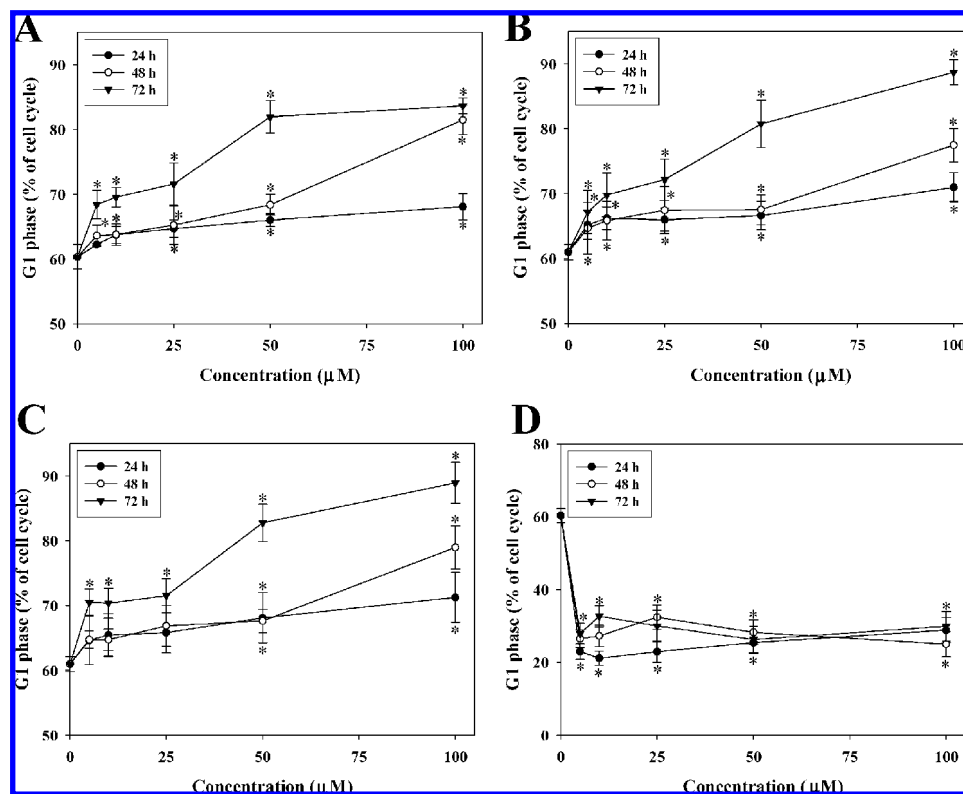 A
24 h
48 h
72 h
G1 phase (% of cell cycle)
90
80
70
60
50
* * * * * * * * * *
0 25 50 75 100
Concentration (μM)
B
24 h
48 h
72 h
G1 phase (% of cell cycle)
90
80
70
60
50
* * * * * * * * * * * * * * *
0 25 50 75 100
Concentration (μM)
C
24 h
48 h
72 h
G1 phase (% of cell cycle)
90
80
70
60
50
* * * * * * * * *
0 25 50 75 100
Concentration (μM)
D
24 h
48 h
72 h
G1 phase (% of cell cycle)
80
60
40
20
0
* * * * * * * * * *
0 25 50 75 100
Concentration (μM)